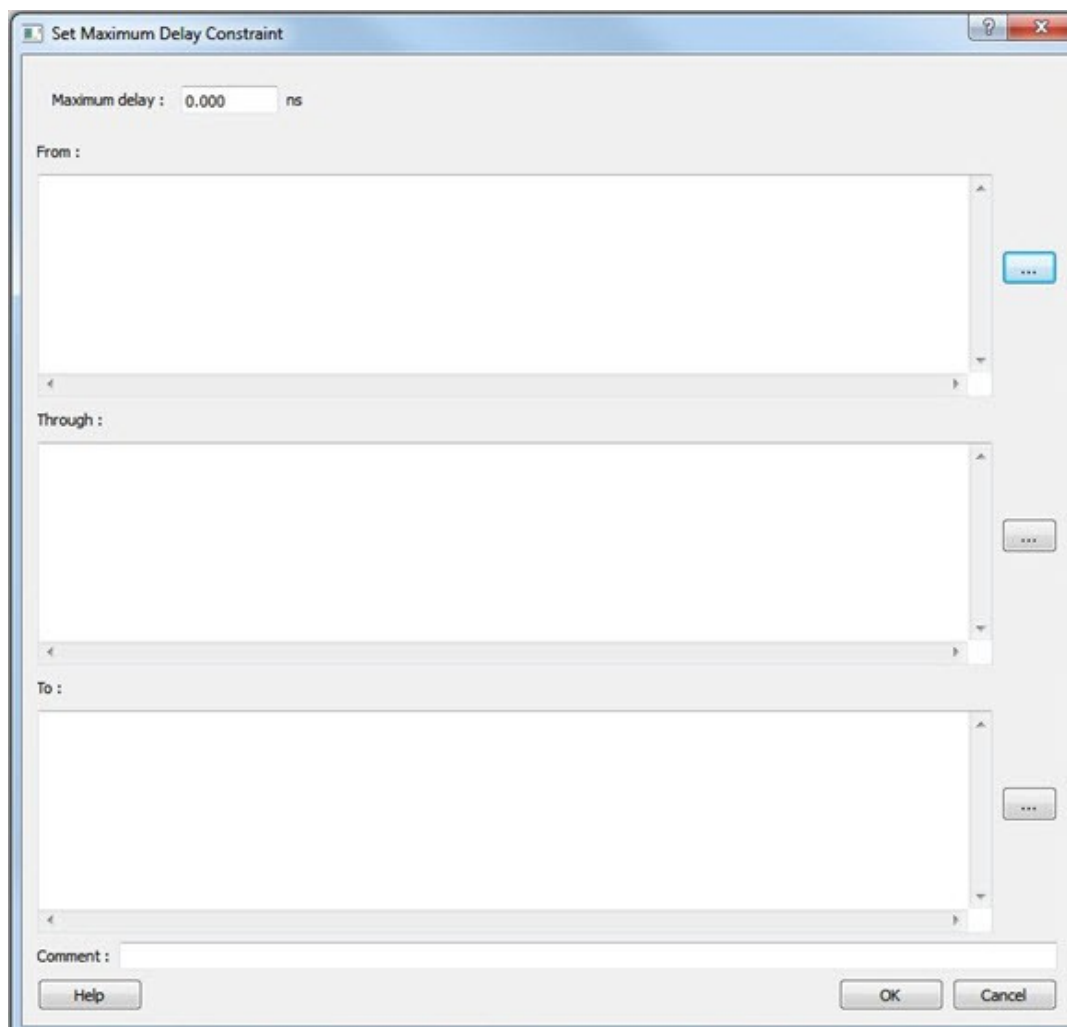 Set Maximum Delay Constraint
Maximum delay : 0.000 ns
From :
...
Through :
...
To :
...
Comment :
Help OK Cancel